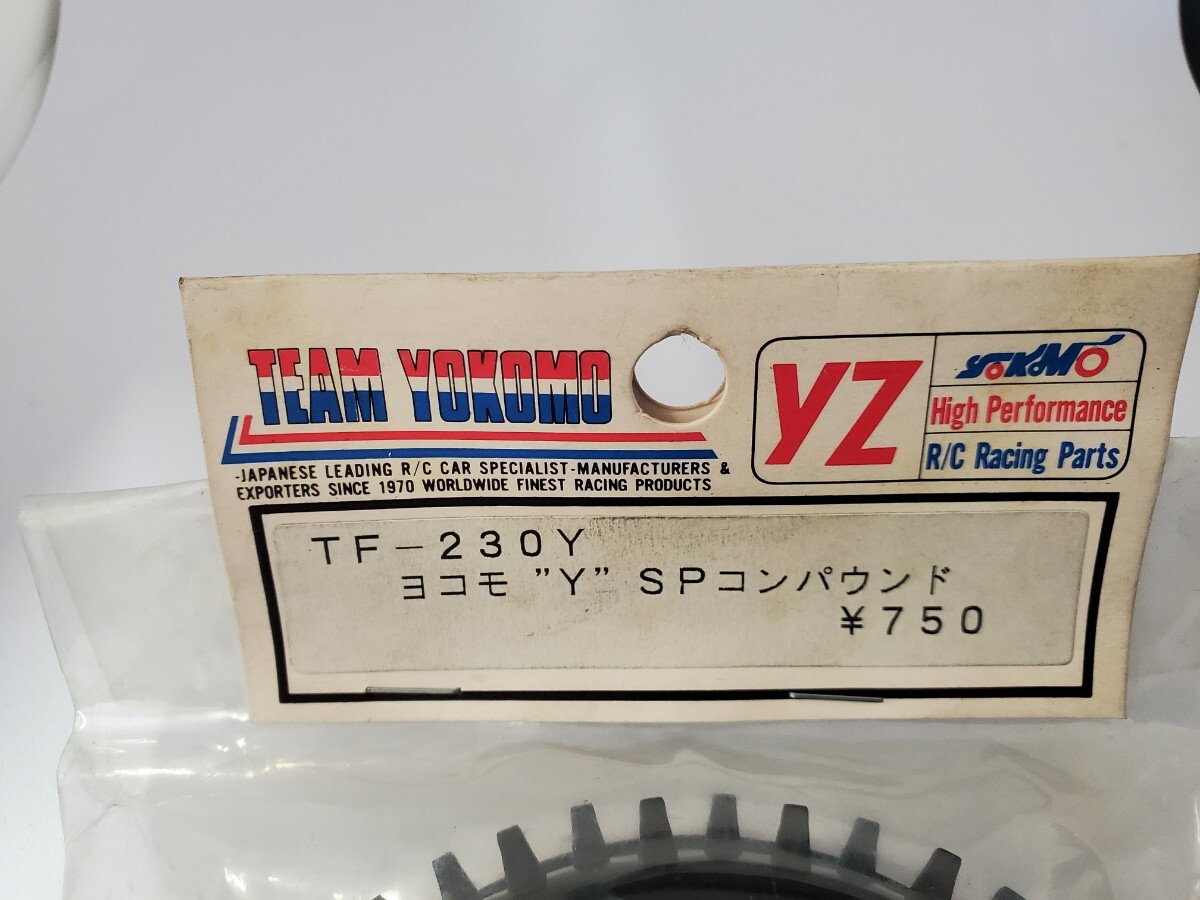 TEAM YOKOMO
-JAPANESE LEADING R/C CAR SPECIALIST-MANUFACTURERS &
EXPORTERS SINCE 1970 WORLDWIDE FINEST RACING PRODUCTS
YZ
YOKOMO
High Performance
R/C Racing Parts
TF-230Y
ヨコモ"Y" SPコンパウンド
¥750